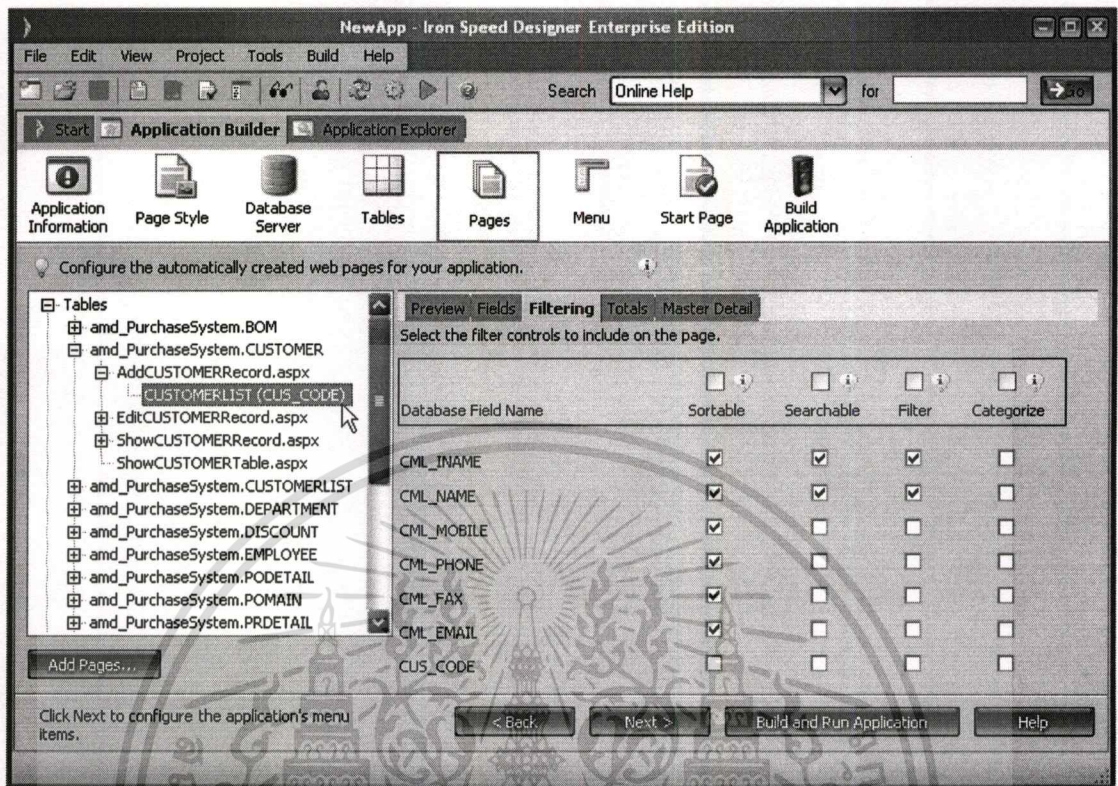 NewApp - Iron Speed Designer Enterprise Edition
File Edit View Project Tools Build Help
Search Online Help for Go
Start Application Builder Application Explorer
Application Information Page Style Database Server Tables Pages Menu Start Page Build Application
Configure the automatically created web pages for your application.
Tables
amd_PurchaseSystem.BOM
amd_PurchaseSystem.CUSTOMER
AddCUSTOMERRecord.aspx
CUSTOMERLIST (CUS_CODE)
EditCUSTOMERRecord.aspx
ShowCUSTOMERRecord.aspx
ShowCUSTOMERTable.aspx
amd_PurchaseSystem.CUSTOMERLIST
amd_PurchaseSystem.DEPARTMENT
amd_PurchaseSystem.DISCOUNT
amd_PurchaseSystem.EMPLOYEE
amd_PurchaseSystem.PODETAIL
amd_PurchaseSystem.POMAIN
amd_PurchaseSystem.PRDETAIL
Add Pages...
Preview Fields Filtering Totals Master Detail
Select the filter controls to include on the page.
Database Field Name Sortable Searchable Filter Categorize
CML_INAME
CML_NAME
CML_MOBILE
CML_PHONE
CML_FAX
CML_EMAIL
CUS_CODE
Click Next to configure the application's menu
items.
< Back Next > Build and Run Application Help